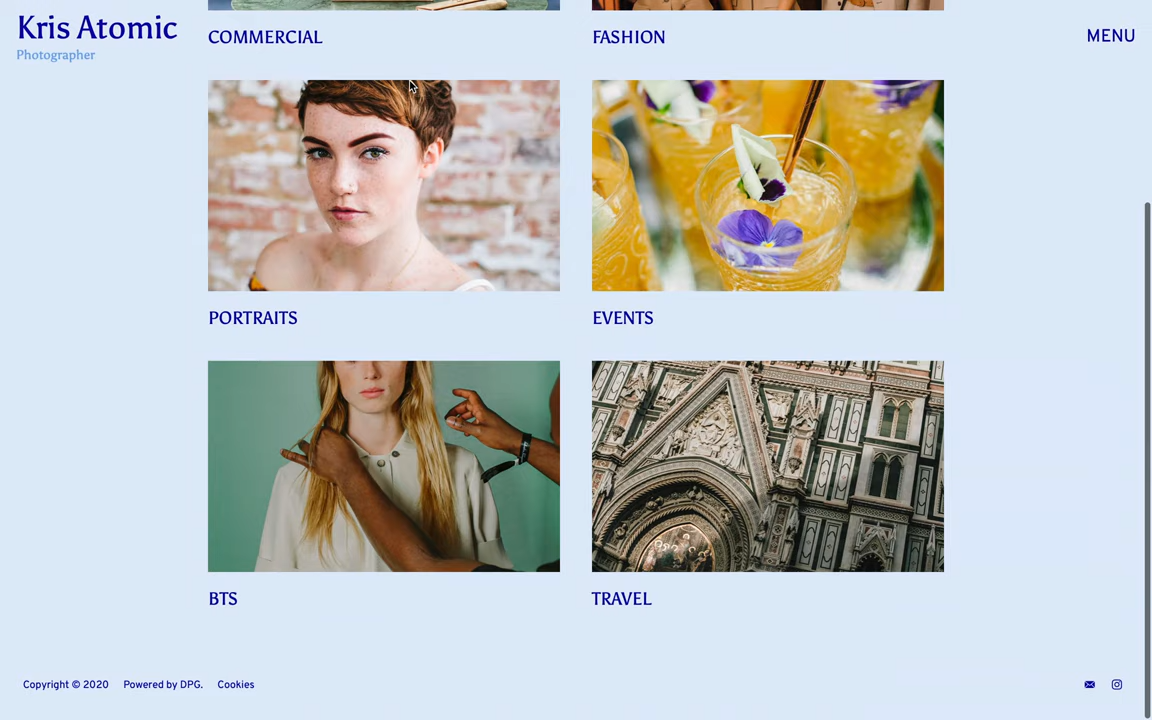 Kris Atomic
Photographer
MENU
COMMERCIAL
FASHION
PORTRAITS
EVENTS
BTS
TRAVEL
Copyright © 2020
Powered by DPG.
Cookies